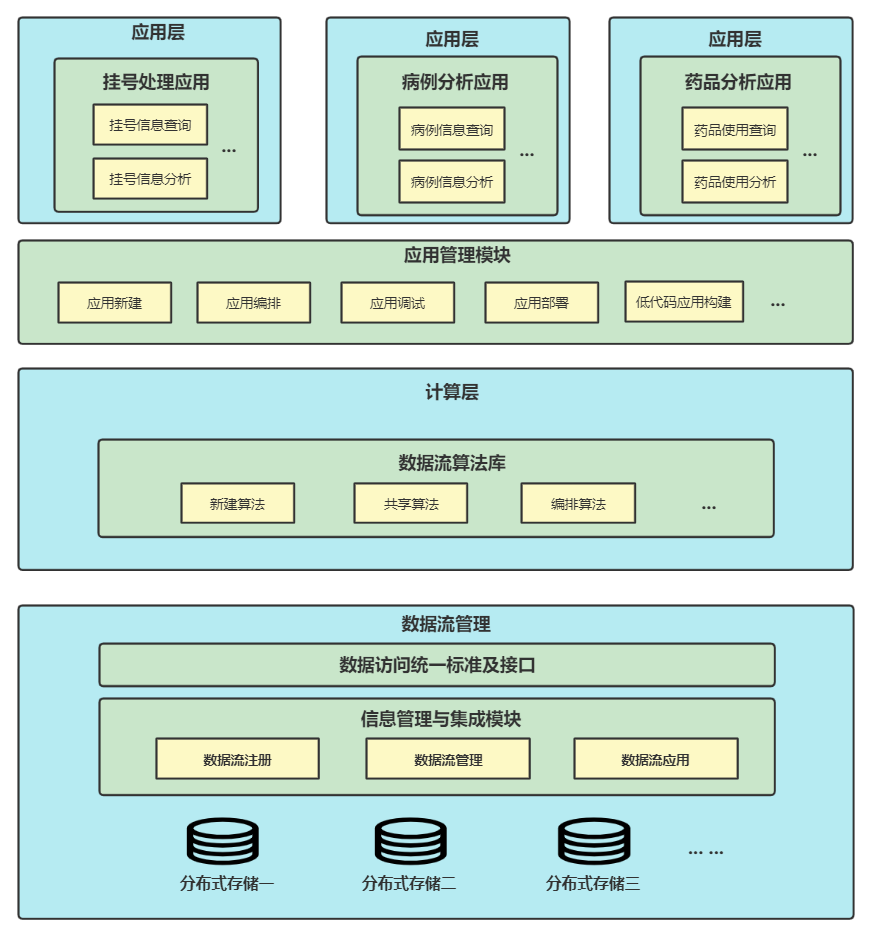 应用层
挂号处理应用
挂号信息查询
挂号信息分析
...
应用层
病例分析应用
病例信息查询
病例信息分析
...
应用层
药品分析应用
药品使用查询
药品使用分析
...
应用管理模块
应用新建
应用编排
应用调试
应用部署
低代码应用构建
...
计算层
数据流算法库
新建算法
共享算法
编排算法
...
数据流管理
数据访问统一标准及接口
信息管理与集成模块
数据流注册
数据流管理
数据流应用
分布式存储一
分布式存储二
分布式存储三
... ...